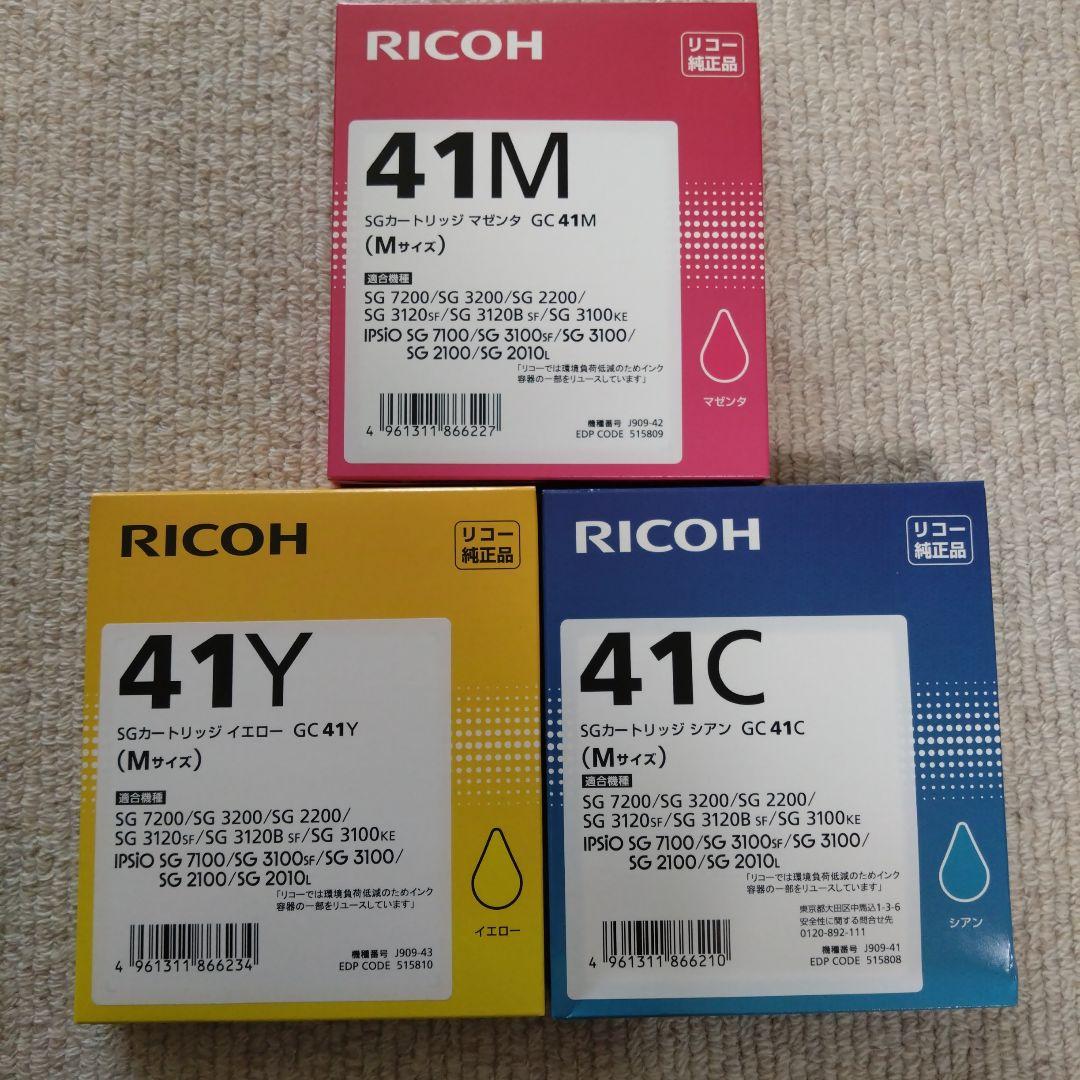 RICOH
リコー
純正品
41M
SGカートリッジ マゼンタ GC 41M
(Mサイズ)
適合機種
SG 7200/SG 3200/SG 2200/
SG 3120SF/SG 3120B SF/SG 3100KE
IPSiO SG 7100/SG 3100SF/SG 3100/
SG 2100/SG 2010L
「リコーでは環境負荷低減のためインク
容器の一部をリユースしています」
マゼンタ
4 961311 866227
機種番号 J909-42
EDP CODE 515809
RICOH
リコー
純正品
41Y
SGカートリッジ イエロー GC 41Y
(Mサイズ)
適合機種
SG 7200/SG 3200/SG 2200/
SG 3120SF/SG 3120B SF/SG 3100KE
IPSiO SG 7100/SG 3100SF/SG 3100/
SG 2100/SG 2010L
「リコーでは環境負荷低減のためインク
容器の一部をリユースしています」
イエロー
4 961311 866234
機種番号 J909-43
EDP CODE 515810
RICOH
リコー
純正品
41C
SGカートリッジ シアン GC 41C
(Mサイズ)
適合機種
SG 7200/SG 3200/SG 2200/
SG 3120SF/SG 3120B SF/SG 3100KE
IPSiO SG 7100/SG 3100SF/SG 3100/
SG 2100/SG 2010L
「リコーでは環境負荷低減のためインク
容器の一部をリユースしています」
東京都大田区中馬込1-3-6
安全性に関する問合せ先
0120-892-111
シアン
4 961311 866210
機種番号 J909-41
EDP CODE 515808